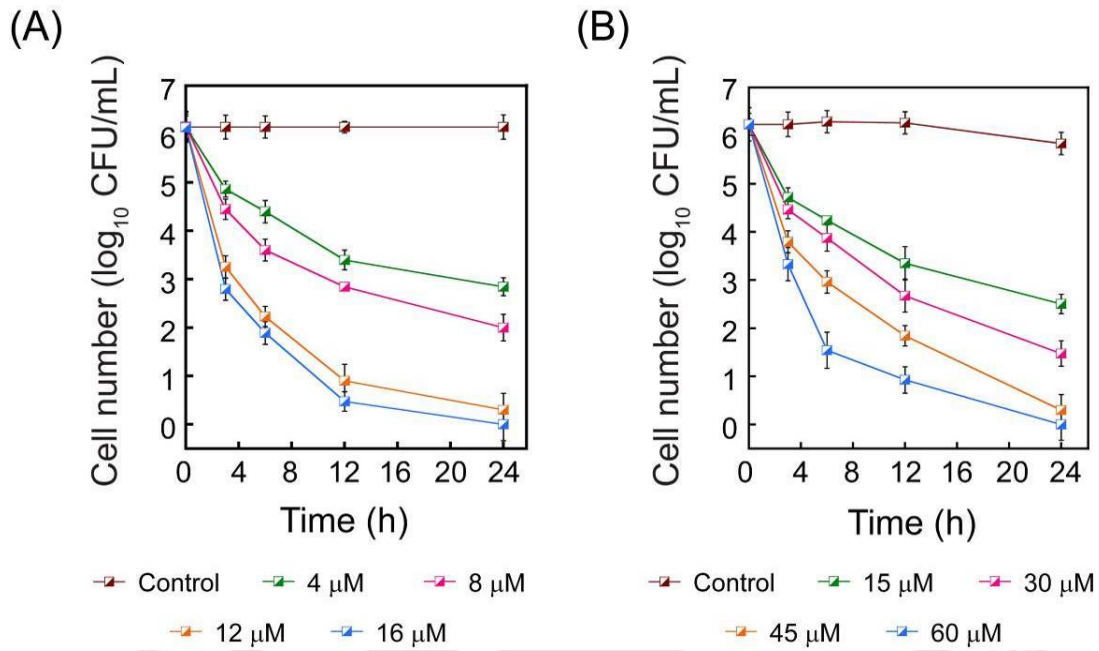 (A)
Cell number (log₁₀ CFU/mL)
7
6
5
4
3
2
1
0
0 4 8 12 16 20 24
Time (h)
Control 4 μM 8 μM
12 μM 16 μM
(B)
Cell number (log₁₀ CFU/mL)
7
6
5
4
3
2
1
0
0 4 8 12 16 20 24
Time (h)
Control 15 μM 30 μM
45 μM 60 μM